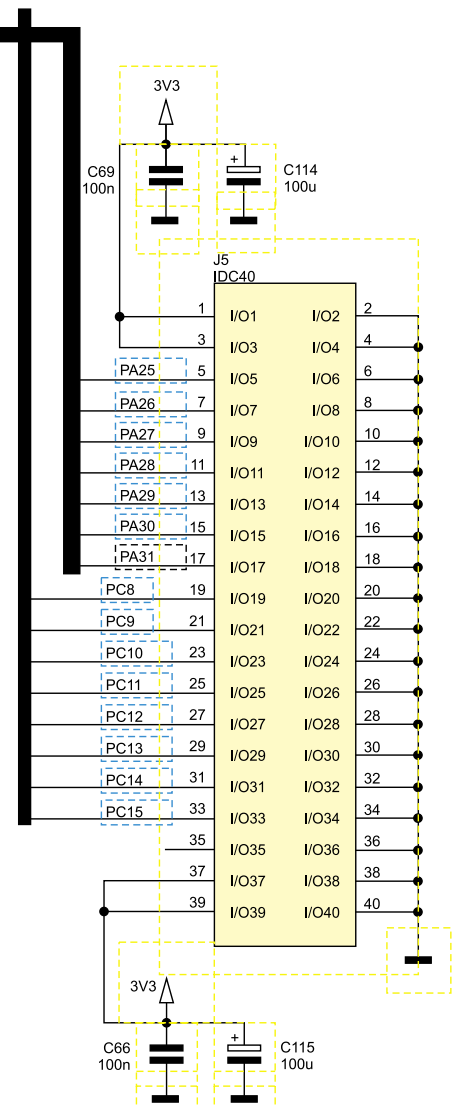 3V3
C69
100n
+
C114
100u
J5
IDC40
1 I/O1 I/O2 2
3 I/O3 I/O4 4
PA25 5 I/O5 I/O6 6
PA26 7 I/O7 I/O8 8
PA27 9 I/O9 I/O10 10
PA28 11 I/O11 I/O12 12
PA29 13 I/O13 I/O14 14
PA30 15 I/O15 I/O16 16
PA31 17 I/O17 I/O18 18
PC8 19 I/O19 I/O20 20
PC9 21 I/O21 I/O22 22
PC10 23 I/O23 I/O24 24
PC11 25 I/O25 I/O26 26
PC12 27 I/O27 I/O28 28
PC13 29 I/O29 I/O30 30
PC14 31 I/O31 I/O32 32
PC15 33 I/O33 I/O34 34
35 I/O35 I/O36 36
37 I/O37 I/O38 38
39 I/O39 I/O40 40
3V3
C66
100n
+
C115
100u